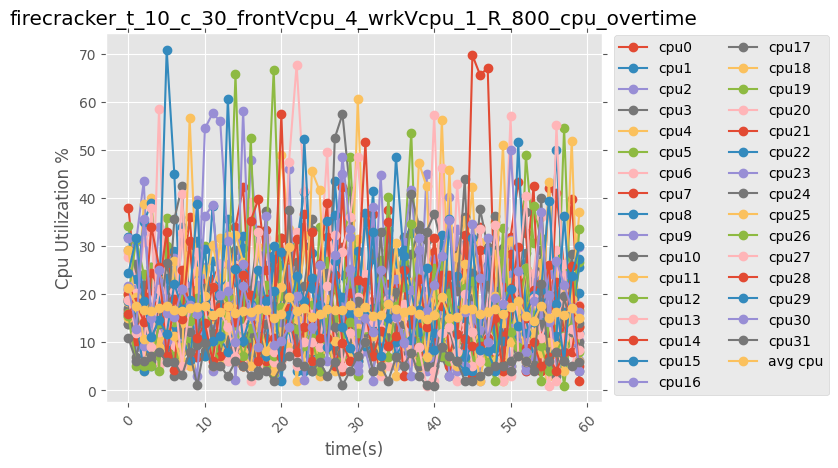 firecracker_t_10_c_30_frontVcpu_4_wrkVcpu_1_R_800_cpu_overtime
Cpu Utilization %
70
60
50
40
30
20
10
0
0
10
20
30
40
50
60
time(s)
cpu0
cpu1
cpu2
cpu3
cpu4
cpu5
cpu6
cpu7
cpu8
cpu9
cpu10
cpu11
cpu12
cpu13
cpu14
cpu15
cpu16
cpu17
cpu18
cpu19
cpu20
cpu21
cpu22
cpu23
cpu24
cpu25
cpu26
cpu27
cpu28
cpu29
cpu30
cpu31
avg cpu